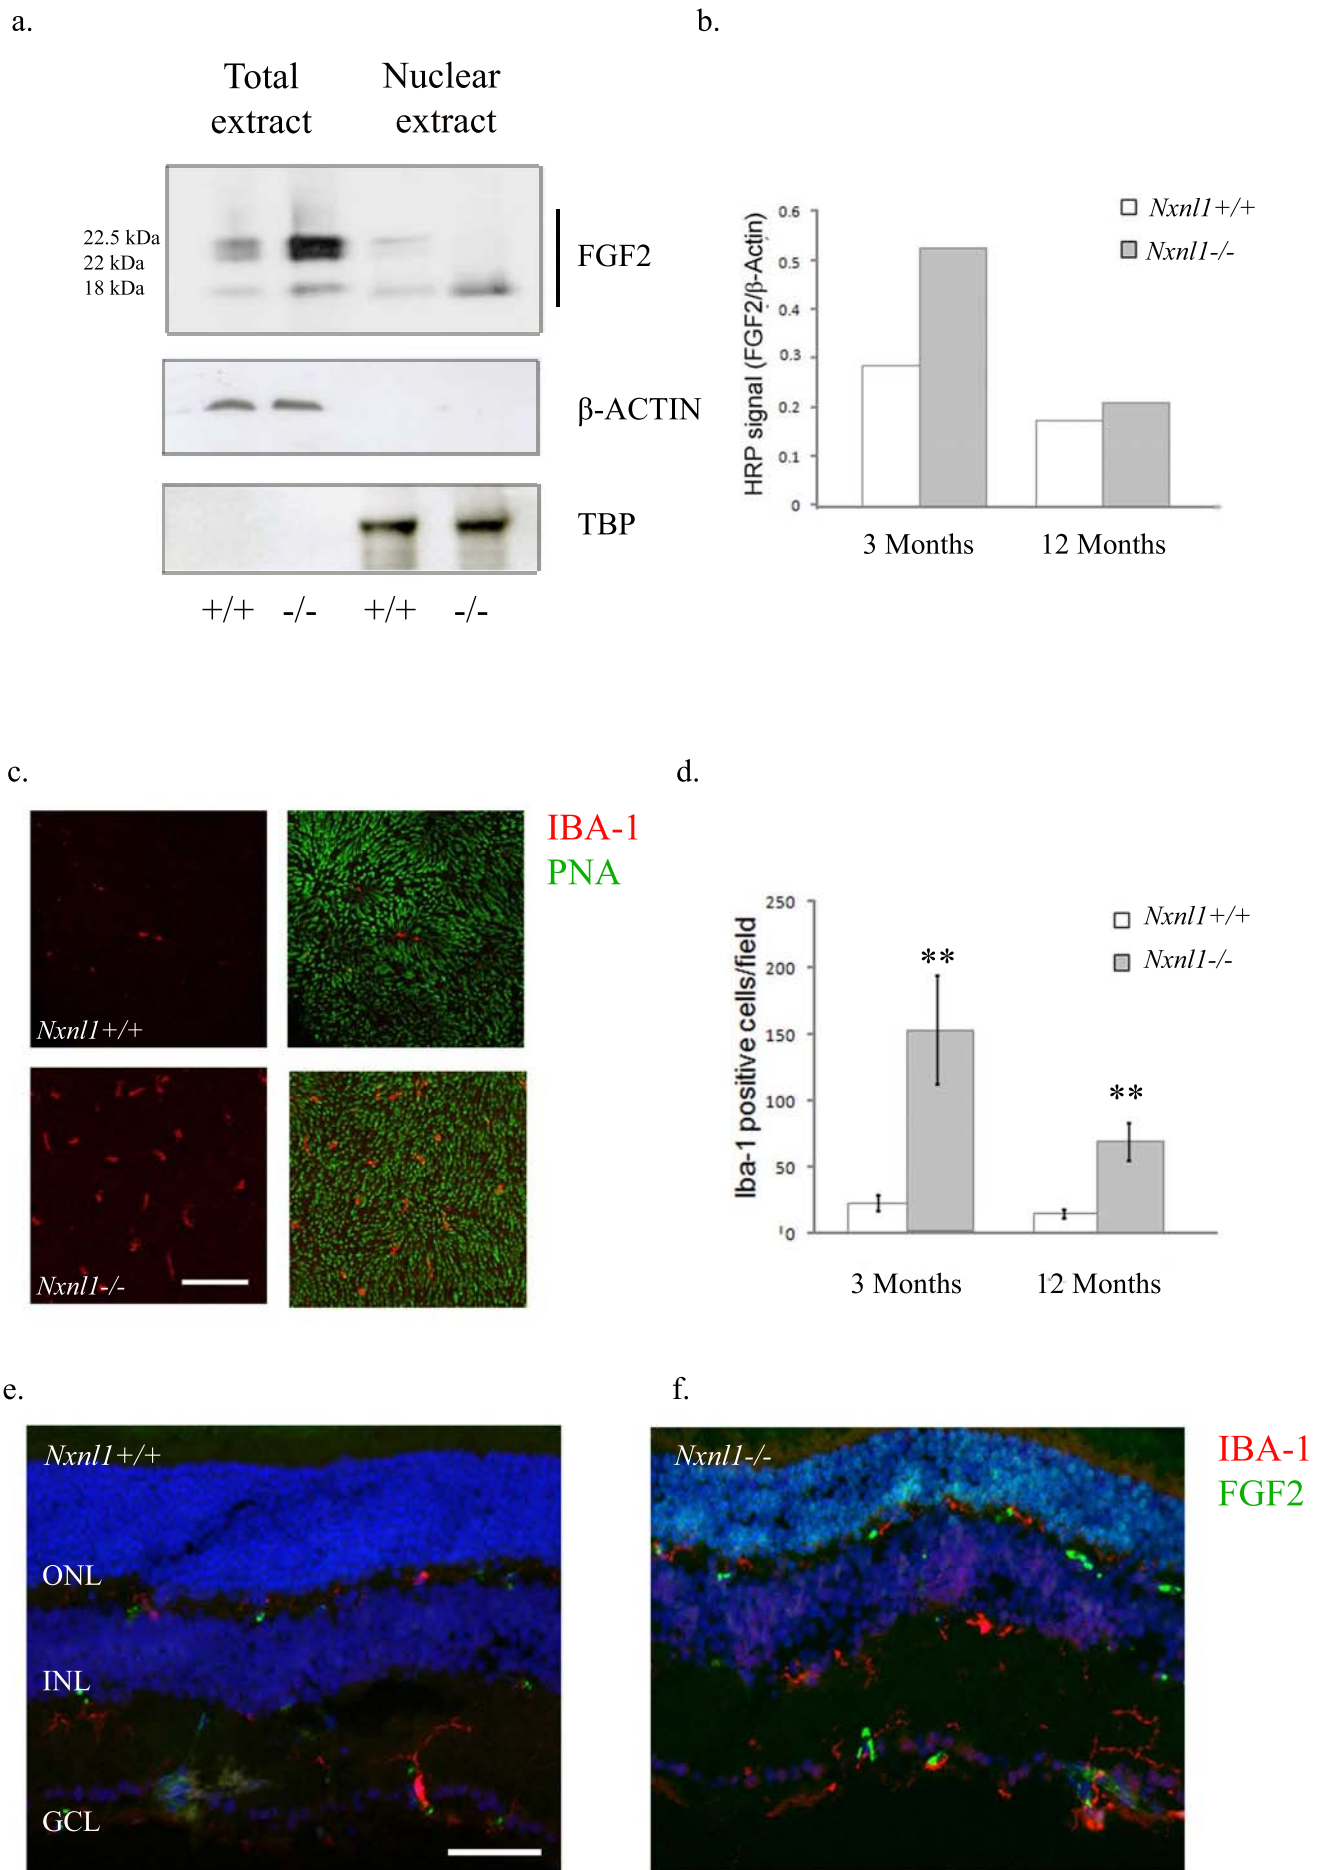 a.
Total
extract
Nuclear
extract
22.5 kDa
22 kDa
18 kDa
FGF2
β-ACTIN
TBP
+/+ -/- +/+ -/-
b.
HRP signal (FGF2/β-Actin)
0.6
0.5
0.4
0.3
0.2
0.1
0
Nxnl1+/+
Nxnl1-/-
3 Months
12 Months
c.
Nxnl1+/+
Nxnl1-/-
IBA-1
PNA
d.
Iba-1 positive cells/field
250
200
150
100
50
0
**
**
Nxnl1+/+
Nxnl1-/-
3 Months
12 Months
e.
Nxnl1+/+
ONL
INL
GCL
f.
Nxnl1-/-
IBA-1
FGF2